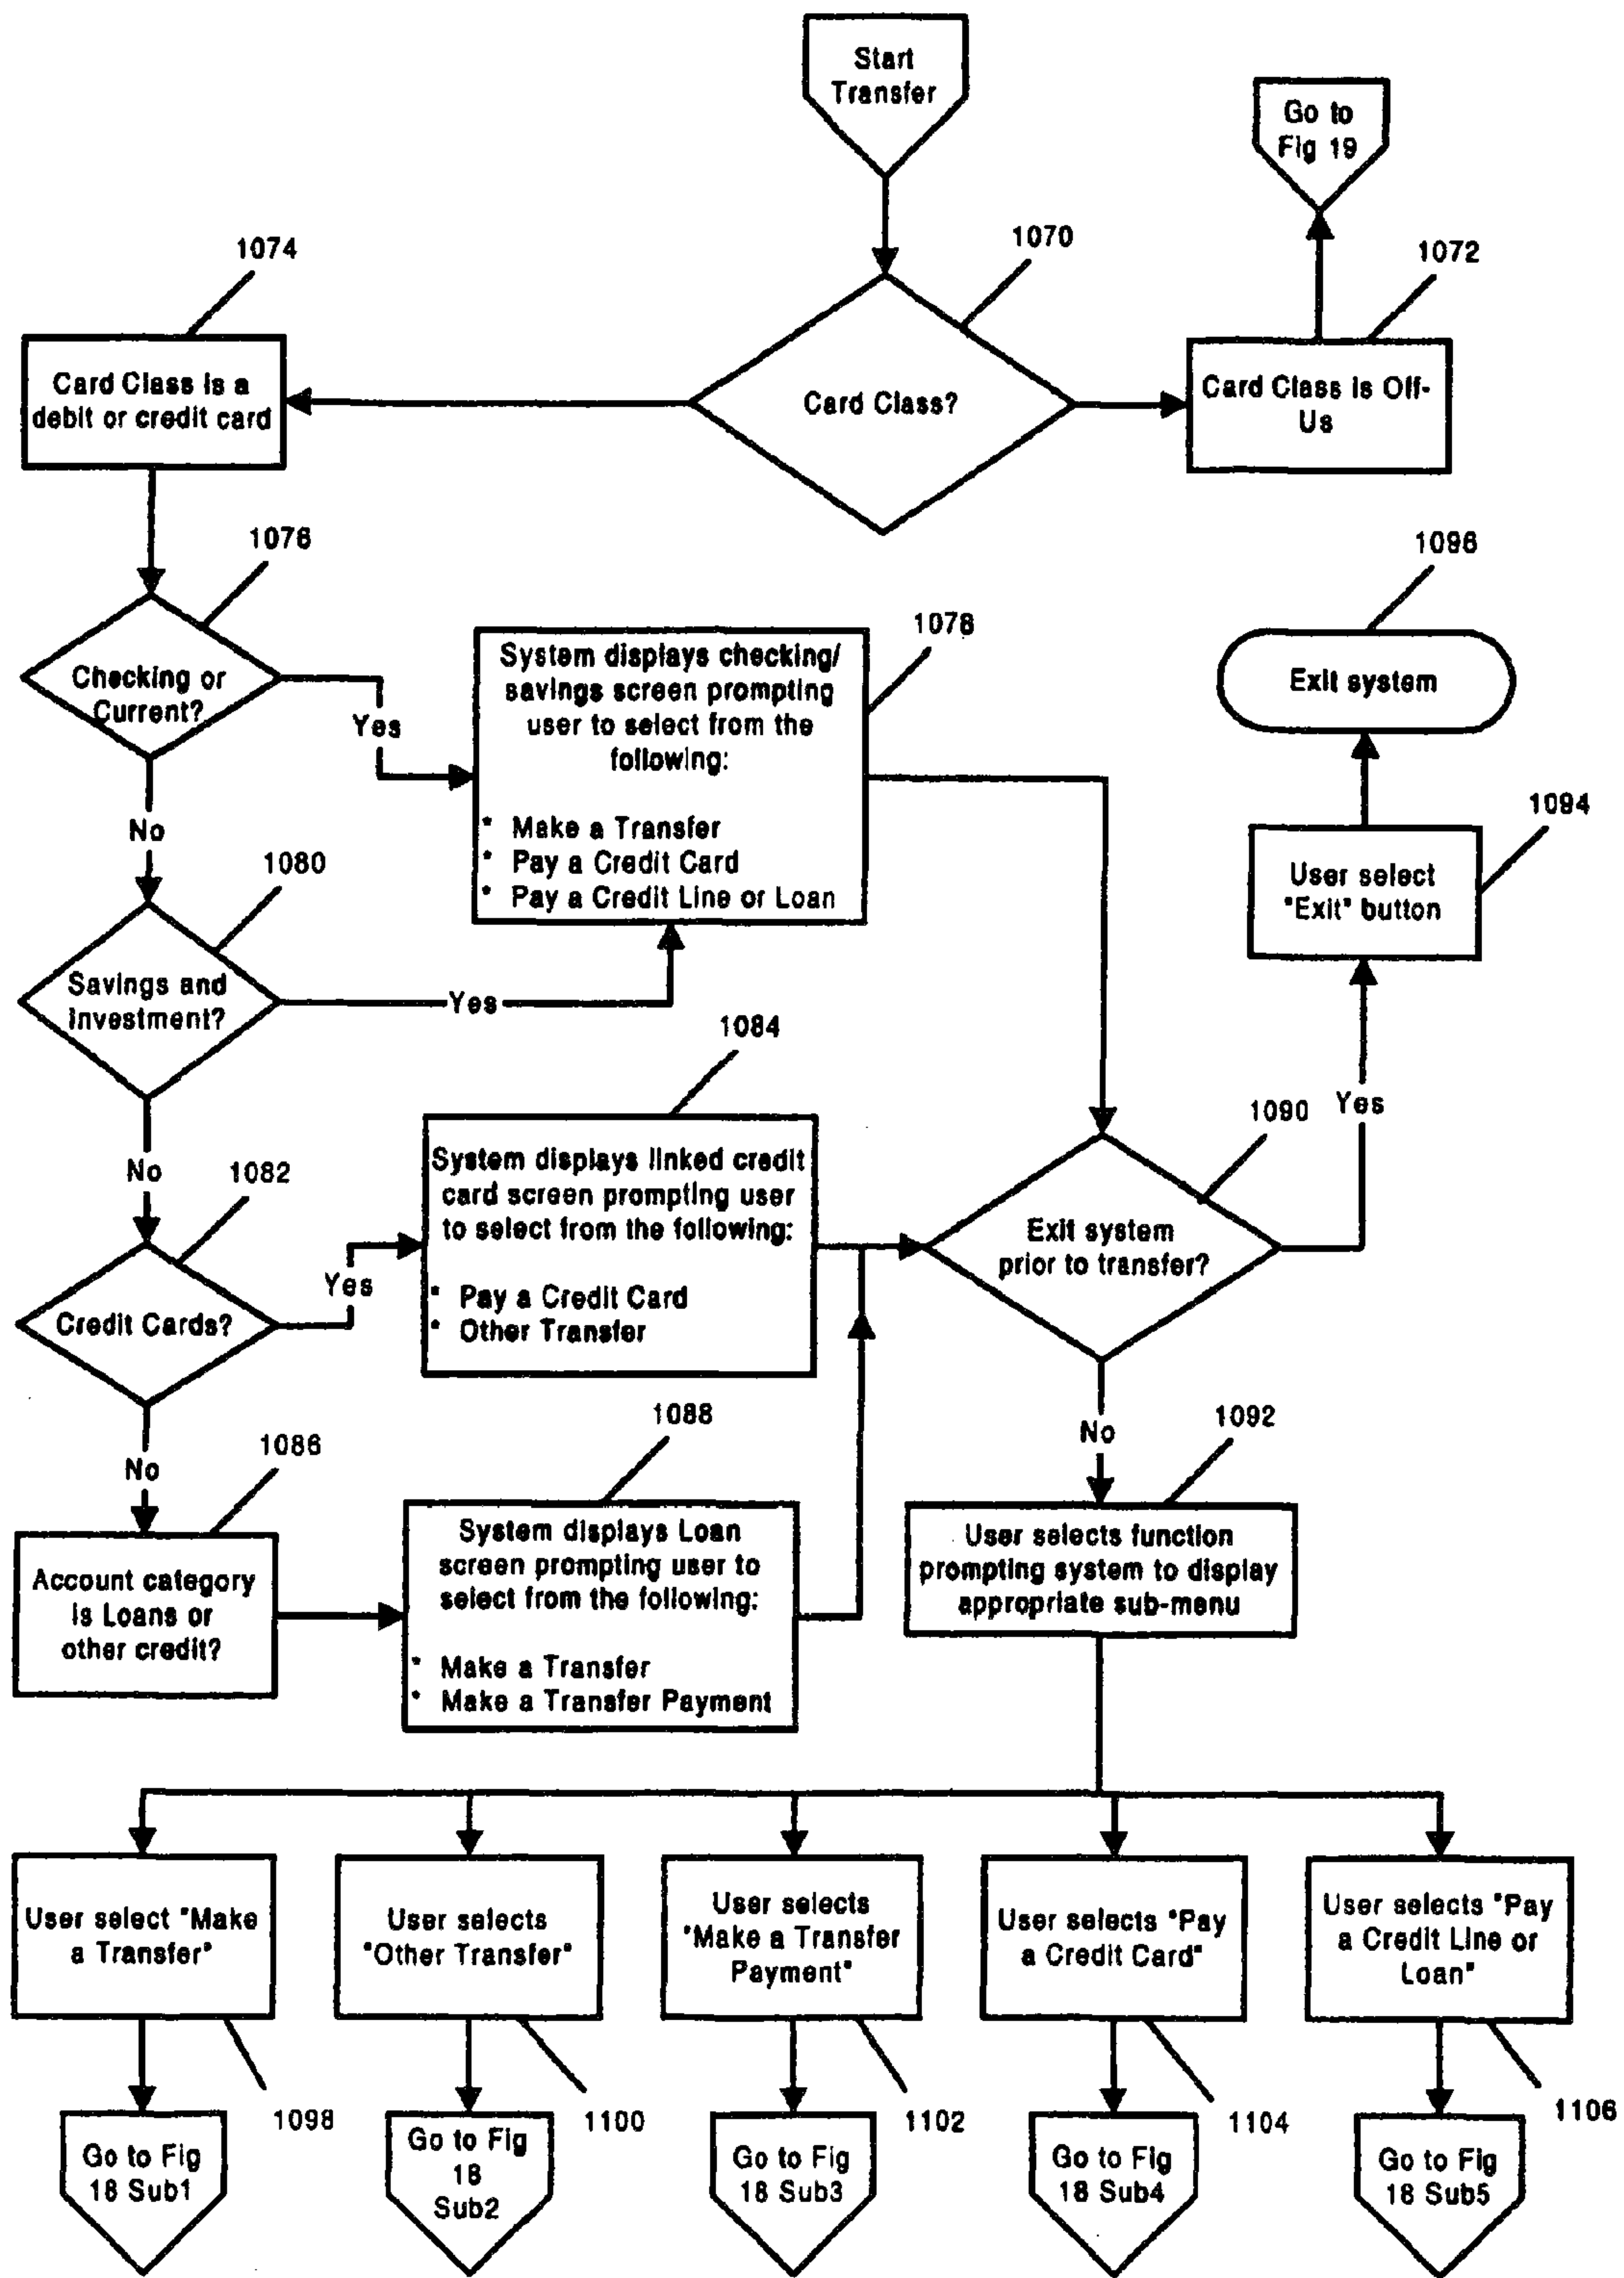 Start
Transfer
Go to
Fig 19
1074
1070
1072
Card Class is a
debit or credit card
Card Class?
Card Class is Off-
Us
1076
1096
1078
Checking or
Current?
Yes
System displays checking/
savings screen prompting
user to select from the
following:
* Make a Transfer
* Pay a Credit Card
* Pay a Credit Line or Loan
Exit system
1094
No
1080
User select
"Exit" button
Savings and
Investment?
Yes
1084
1090
Yes
No
1082
System displays linked credit
card screen prompting user
to select from the following:
* Pay a Credit Card
* Other Transfer
Exit system
prior to transfer?
Credit Cards?
Yes
1088
1092
No
No
1086
Account category
is Loans or
other credit?
System displays Loan
screen prompting user to
select from the following:
* Make a Transfer
* Make a Transfer Payment
User selects function
prompting system to display
appropriate sub-menu
User select "Make
a Transfer"
User selects
"Other Transfer"
User selects
"Make a Transfer
Payment"
User selects "Pay
a Credit Card"
User selects "Pay
a Credit Line or
Loan"
1098
1100
1102
1104
1106
Go to Fig
18 Sub1
Go to Fig
18
Sub2
Go to Fig
18 Sub3
Go to Fig
18 Sub4
Go to Fig
18 Sub5